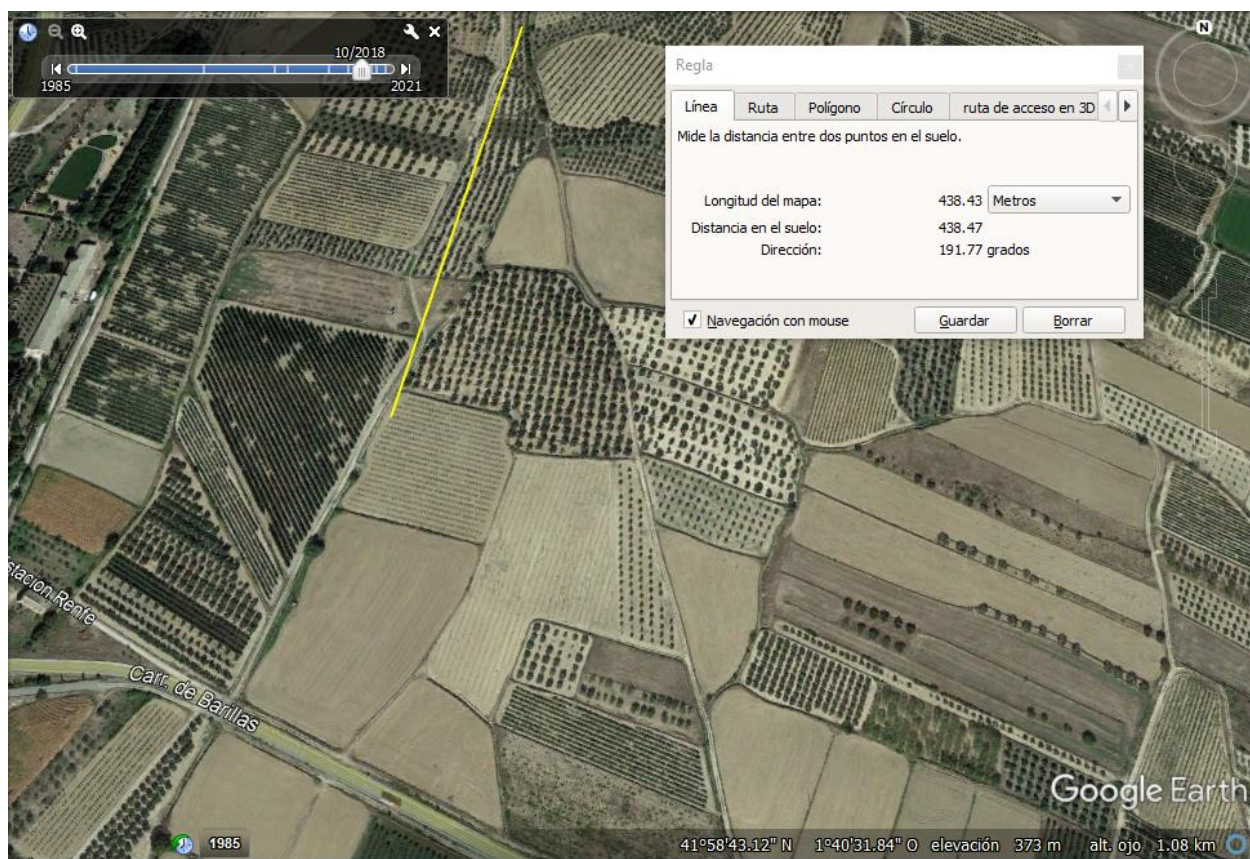 10/2018
1985
2021
N
Regla
Línea Ruta Polígono Círculo ruta de acceso en 3D
Mide la distancia entre dos puntos en el suelo.
Longitud del mapa: 438.43 Metros
Distancia en el suelo: 438.47
Dirección: 191.77 grados
Navegación con mouse Guardar Borrar
stacion Renfe
Carr. de Barillas
Google Earth
1985
41°58'43.12" N 1°40'31.84" O elevación 373 m alt. ojo 1.08 km